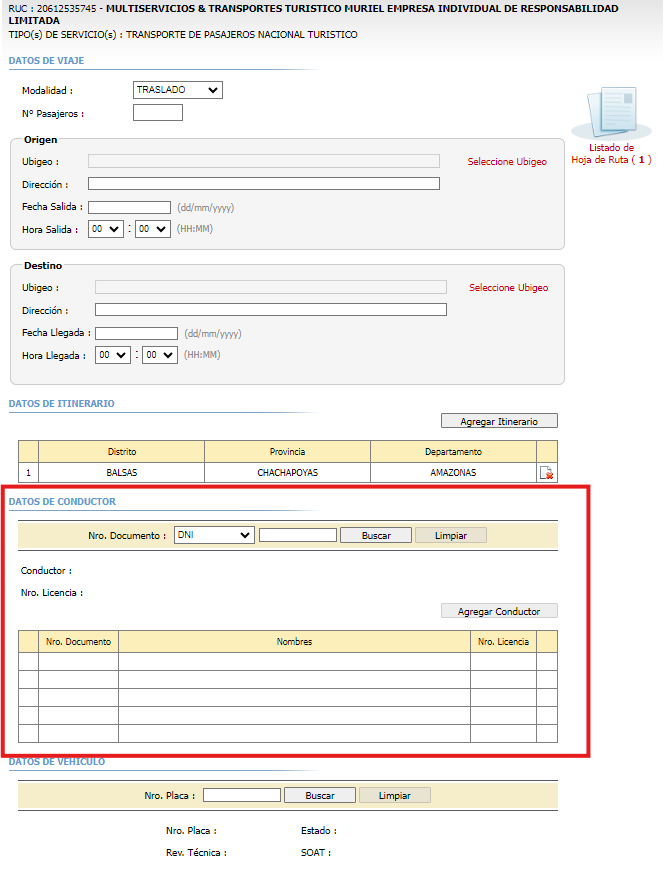 RUC : 20612535745 - MULTISERVICIOS & TRANSPORTES TURISTICO MURIEL EMPRESA INDIVIDUAL DE RESPONSABILIDAD
LIMITADA
TIPO(s) DE SERVICIO(s) : TRANSPORTE DE PASAJEROS NACIONAL TURISTICO
DATOS DE VIAJE
Modalidad : TRASLADO
Nº Pasajeros :
Listado de
Hoja de Ruta ( 1 )
Origen
Ubigeo : Seleccione Ubigeo
Dirección :
Fecha Salida : (dd/mm/yyyy)
Hora Salida : 00 : 00 (HH:MM)
Destino
Ubigeo : Seleccione Ubigeo
Dirección :
Fecha Llegada : (dd/mm/yyyy)
Hora Llegada : 00 : 00 (HH:MM)
DATOS DE ITINERARIO
Agregar Itinerario
Distrito Provincia Departamento
1 BALSAS CHACHAPOYAS AMAZONAS
DATOS DE CONDUCTOR
Nro. Documento : DNI Buscar Limpiar
Conductor :
Nro. Licencia :
Agregar Conductor
Nro. Documento Nombres Nro. Licencia
DATOS DE VEHICULO
Nro. Placa : Buscar Limpiar
Nro. Placa : Estado :
Rev. Técnica : SOAT :